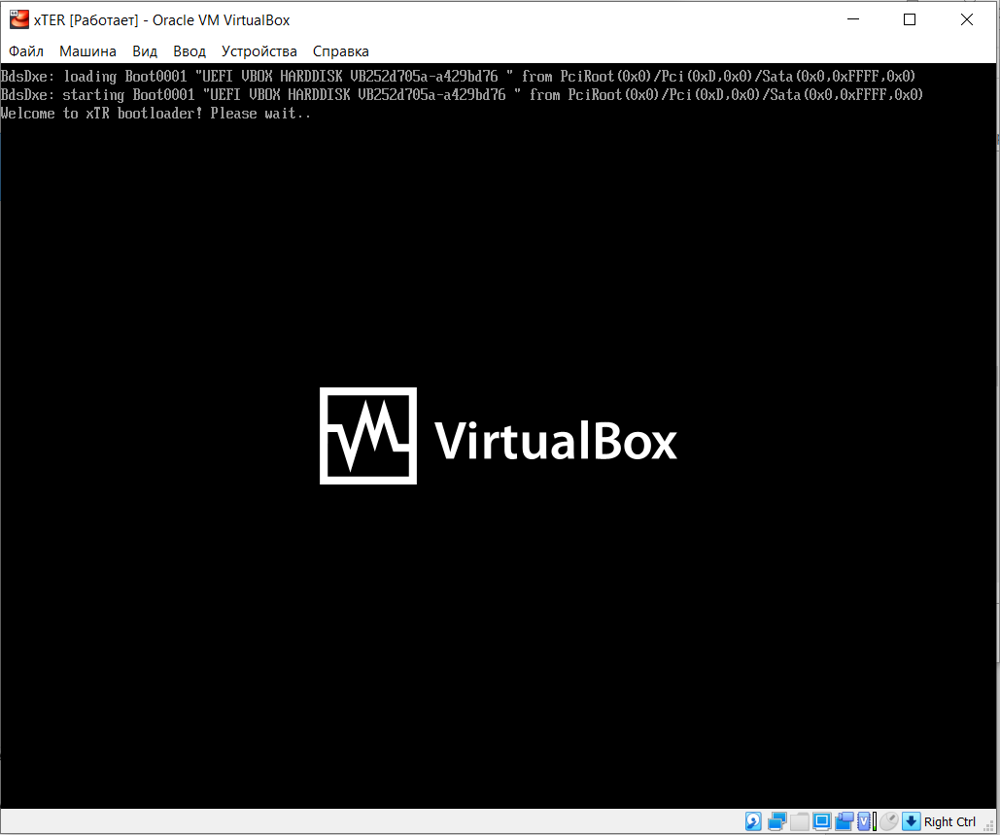 xTER [Работает] - Oracle VM VirtualBox
Файл Машина Вид Ввод Устройства Справка
BdsDxe: loading Boot0001 "UEFI VBOX HARDDISK VB252d705a-a429bd76 " from PciRoot(0x0)/Pci(0xD,0x0)/Sata(0x0,0xFFFF,0x0)
BdsDxe: starting Boot0001 "UEFI VBOX HARDDISK VB252d705a-a429bd76 " from PciRoot(0x0)/Pci(0xD,0x0)/Sata(0x0,0xFFFF,0x0)
Welcome to xTR bootloader! Please wait..
VirtualBox
Right Ctrl